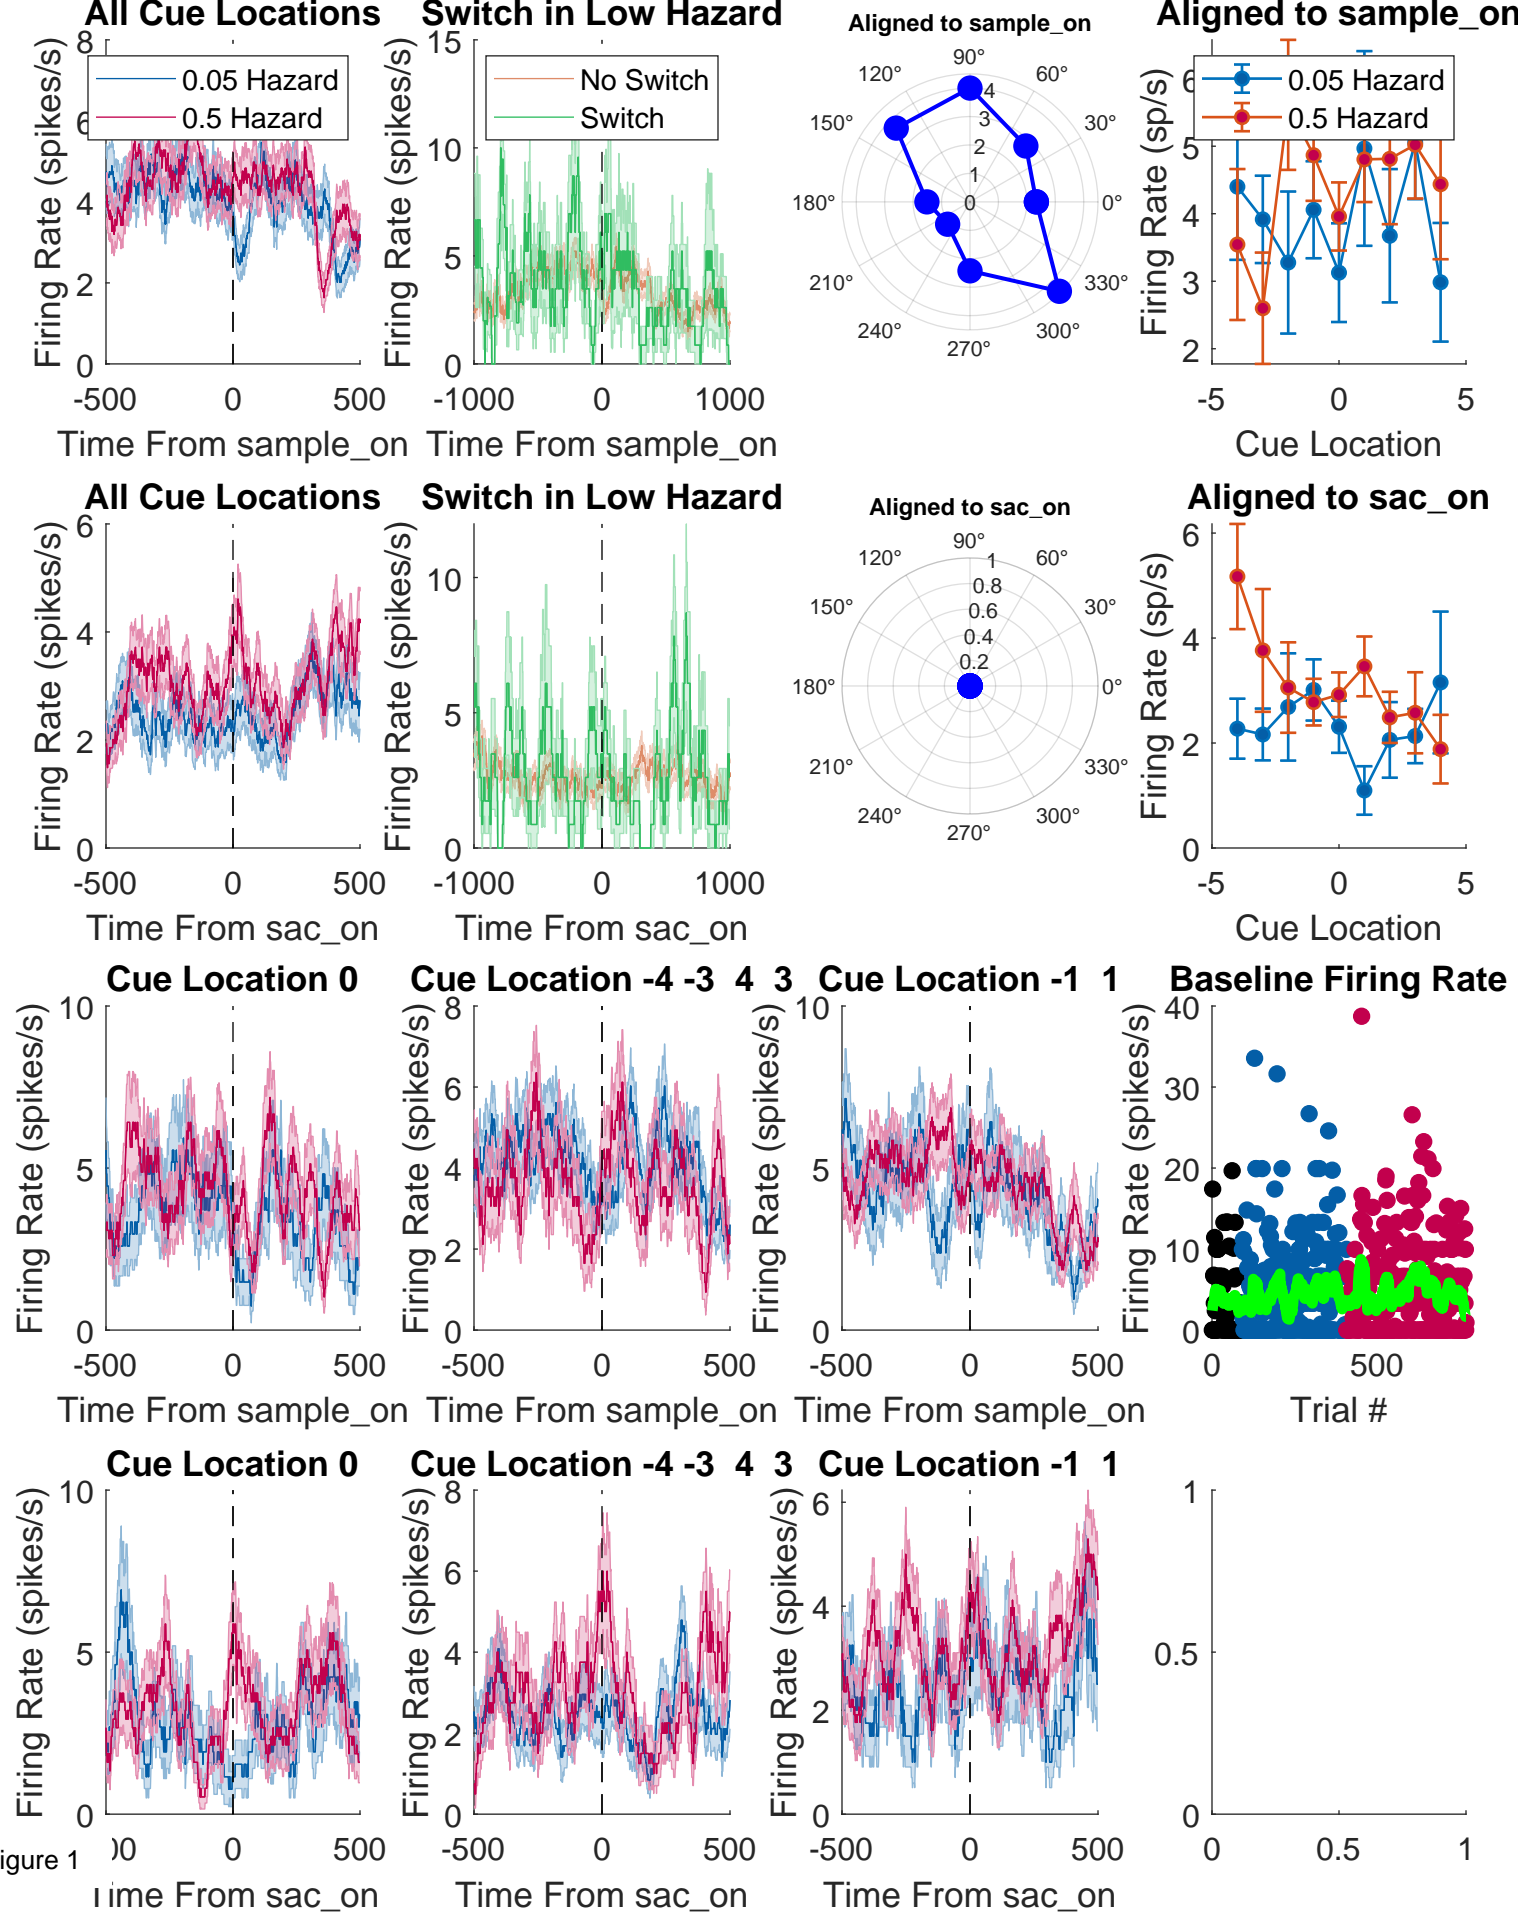 All Cue Locations
Firing Rate (spikes/s)
8
6
4
2
0
0.05 Hazard
0.5 Hazard
-500
0
500
Time From sample_on
Switch in Low Hazard
Firing Rate (spikes/s)
15
10
5
0
No Switch
Switch
-1000
0
1000
Time From sample_on
Aligned to sample_on
90°
120°
60°
150°
30°
180°
0°
210°
330°
240°
300°
270°
4
3
2
1
0
Aligned to sample_on
Firing Rate (sp/s)
6
5
4
3
2
0.05 Hazard
0.5 Hazard
-5
0
5
Cue Location
All Cue Locations
Firing Rate (spikes/s)
6
4
2
0
-500
0
500
Time From sac_on
Switch in Low Hazard
Firing Rate (spikes/s)
10
5
0
-1000
0
1000
Time From sac_on
Aligned to sac_on
90°
120°
60°
150°
30°
180°
0°
210°
330°
240°
300°
270°
1
0.8
0.6
0.4
0.2
Aligned to sac_on
Firing Rate (sp/s)
6
4
2
0
-5
0
5
Cue Location
Cue Location 0
Firing Rate (spikes/s)
10
5
0
-500
0
500
Time From sample_on
Cue Location -4 -3 4 3
Firing Rate (spikes/s)
8
6
4
2
0
-500
0
500
Time From sample_on
Cue Location -1 1
Firing Rate (spikes/s)
10
5
0
-500
0
500
Time From sample_on
Baseline Firing Rate
Firing Rate (spikes/s)
40
30
20
10
0
0
500
Trial #
Cue Location 0
Firing Rate (spikes/s)
10
5
0
00
0
500
Time From sac_on
Cue Location -4 -3 4 3
Firing Rate (spikes/s)
8
6
4
2
0
-500
0
500
Time From sac_on
Cue Location -1 1
Firing Rate (spikes/s)
6
4
2
0
-500
0
500
Time From sac_on
1
0.5
0
0
0.5
1
igure 1